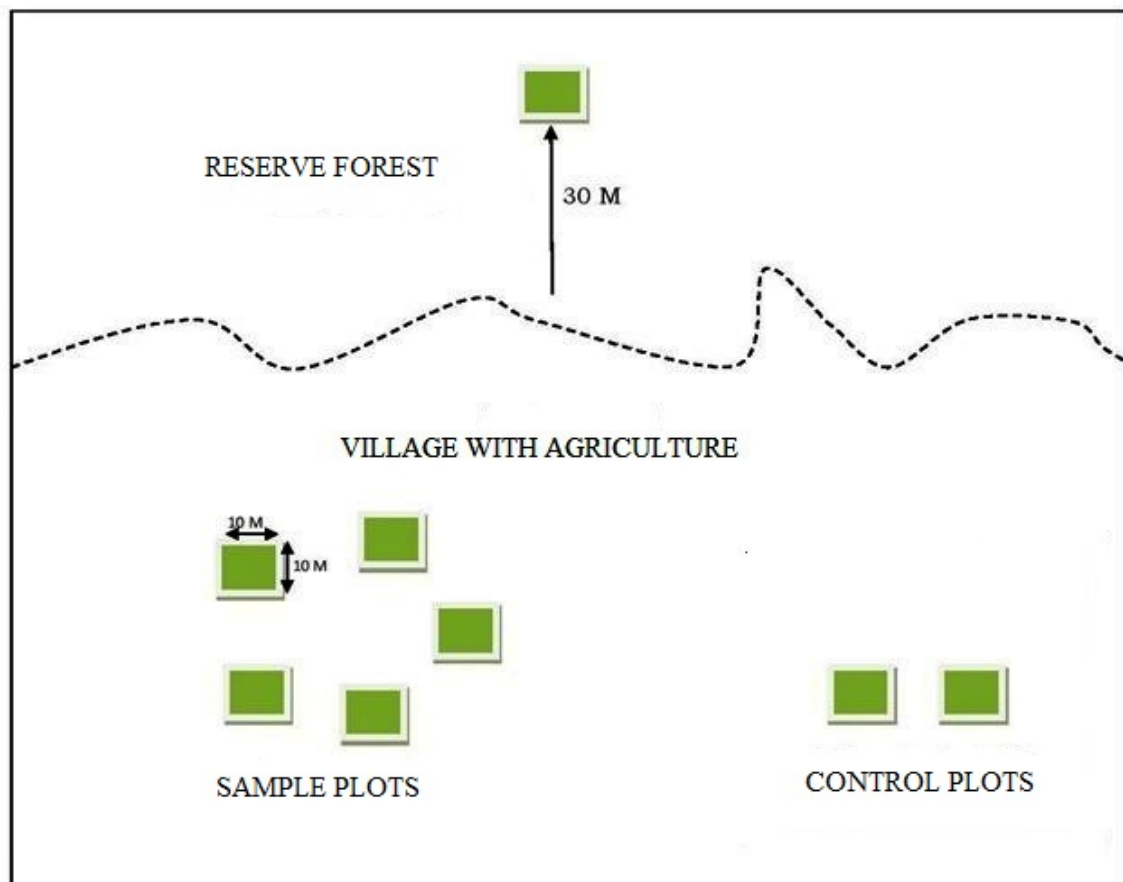 RESERVE FOREST
30 M
VILLAGE WITH AGRICULTURE
10 M
10 M
SAMPLE PLOTS
CONTROL PLOTS